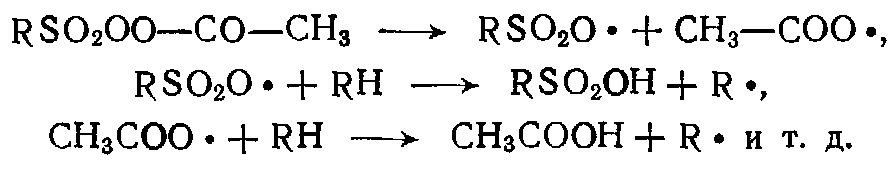 RSO₂OO—CO—CH₃ ⟶ RSO₂O • + CH₃—COO •,
RSO₂O • + RH ⟶ RSO₂OH + R •,
CH₃COO • + RH ⟶ CH₃COOH + R • и т. д.